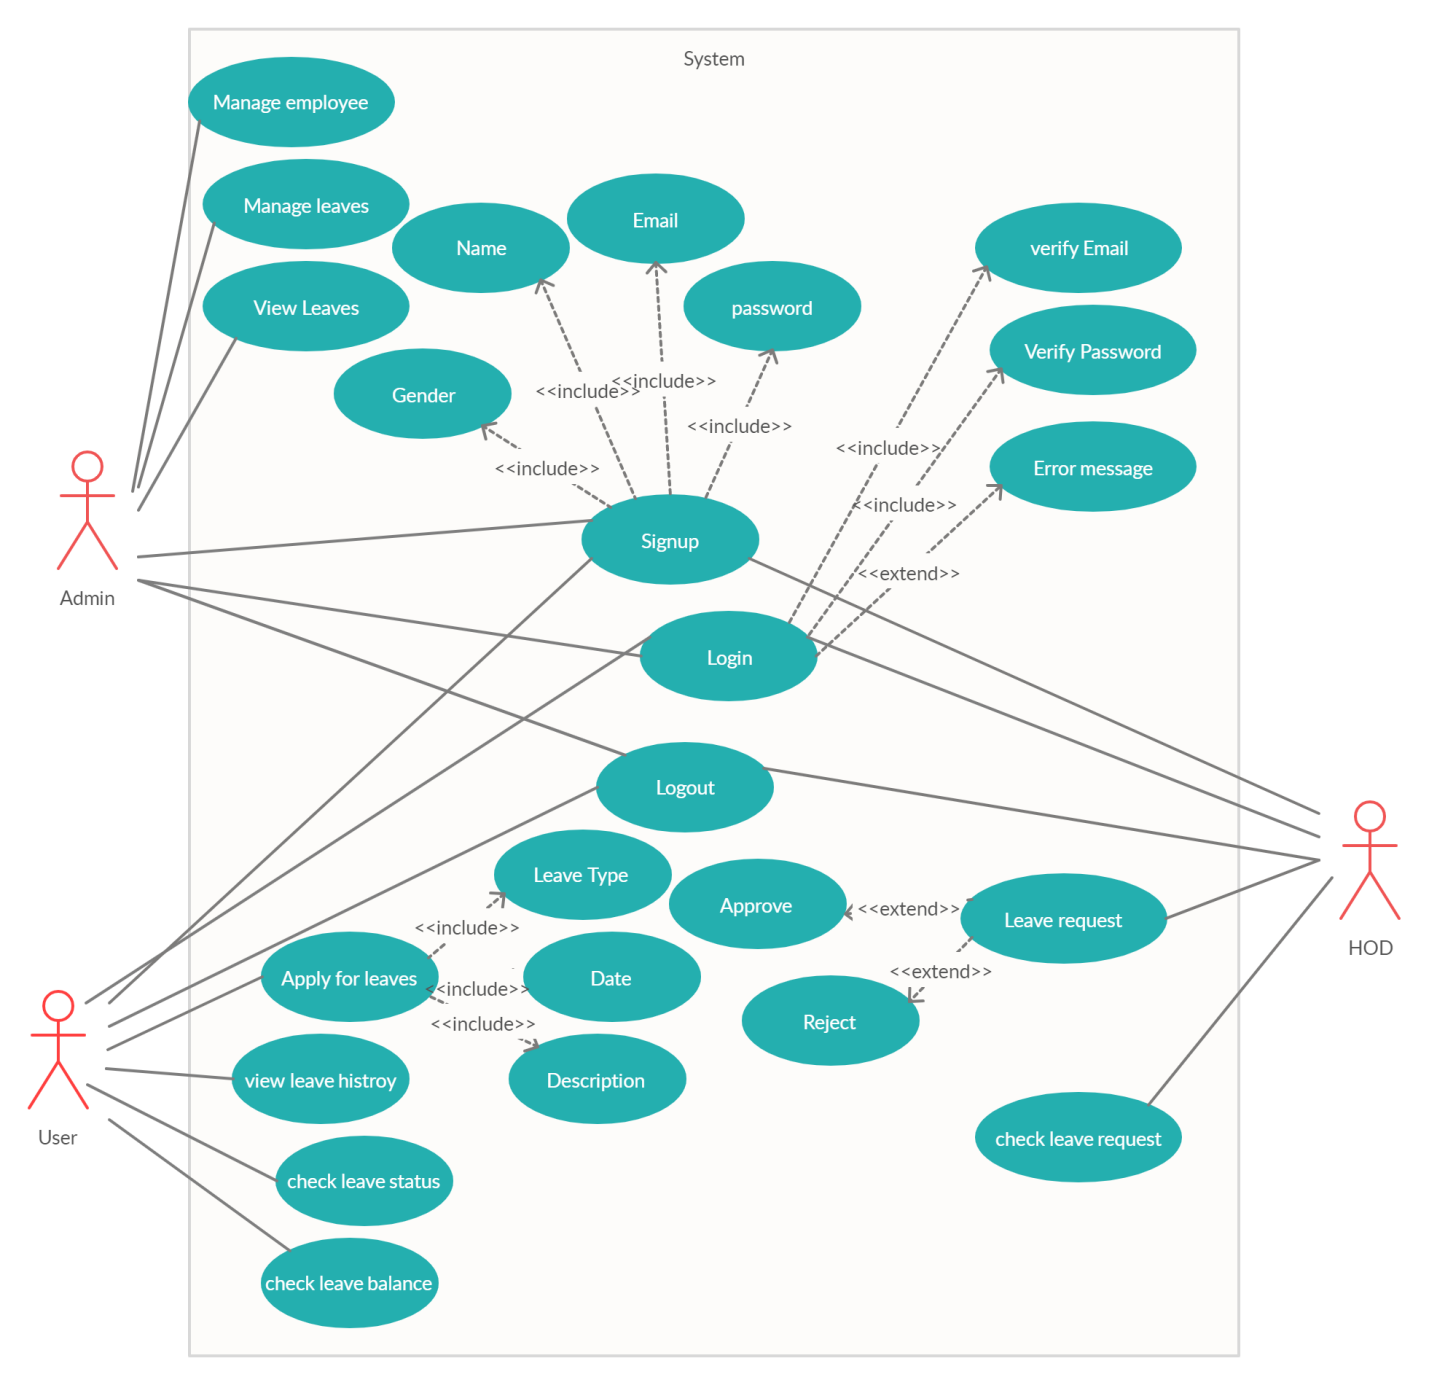 System
Manage employee
Manage leaves
Email
Name
verify Email
View Leaves
password
Verify Password
<<include>>
<<include>>
Gender
<<include>>
<<include>>
<<include>>
Error message
<<include>>
Signup
<<extend>>
Admin
Login
Logout
Leave Type
Approve
<<extend>>
Leave request
<<include>>
HOD
<<extend>>
Apply for leaves
<<include>>
Date
<<include>>
Reject
view leave histroy
Description
User
check leave request
check leave status
check leave balance